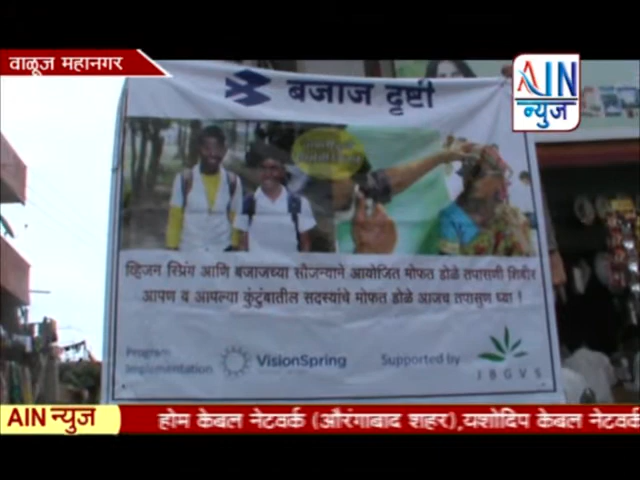 वाळूज महानगर
AIN
न्युज
बजाज दृष्टी
व्हिजन स्प्रिंग आणि बजाजच्या सौजन्याने आयोजित मोफत डोळे तपासणी शिबीर
आपण व आपल्या कुंटुंबातील सदस्यांचे मोफत डोळे आजच तपासुण घ्या !
Program
Implementation
VisionSpring
Supported by
J B G V S
AIN न्युज
होम केबल नेटवर्क (औरंगाबाद शहर),यशोदिप केबल नेटवर्क